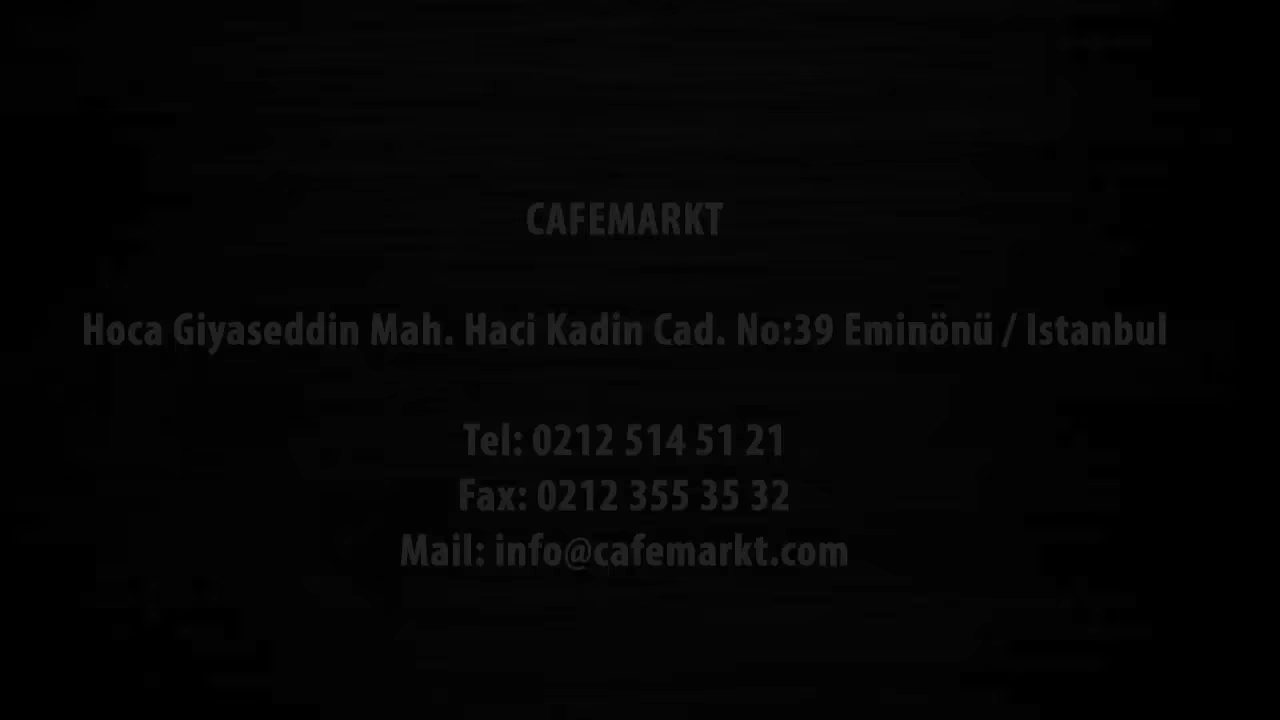 CAFEMARKT
Hoca Giyaseddin Mah. Haci Kadin Cad. No:39 Eminönü / Istanbul
Tel: 0212 514 51 21
Fax: 0212 355 35 32
Mail: info@cafemarkt.com